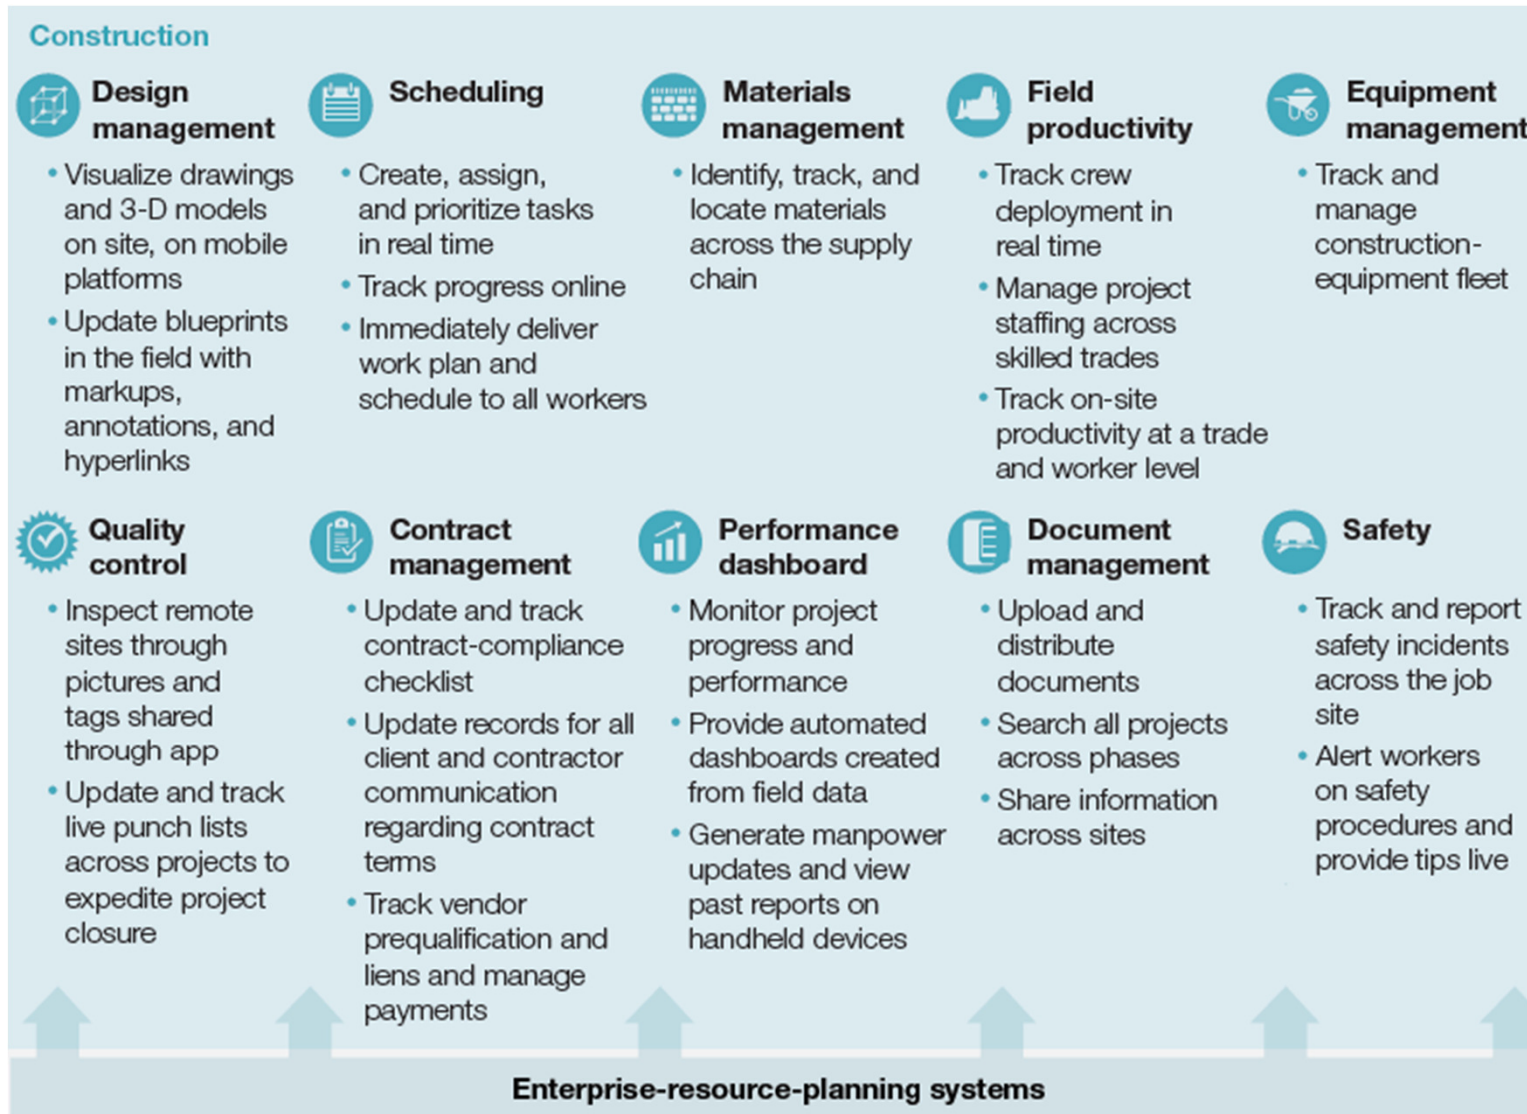 Construction
Design
management
• Visualize drawings
and 3-D models
on site, on mobile
platforms
• Update blueprints
in the field with
markups,
annotations, and
hyperlinks
Scheduling
• Create, assign,
and prioritize tasks
in real time
• Track progress online
• Immediately deliver
work plan and
schedule to all workers
Materials
management
• Identify, track, and
locate materials
across the supply
chain
Field
productivity
• Track crew
deployment in
real time
• Manage project
staffing across
skilled trades
• Track on-site
productivity at a trade
and worker level
Equipment
management
• Track and
manage
construction-
equipment fleet
Quality
control
• Inspect remote
sites through
pictures and
tags shared
through app
• Update and track
live punch lists
across projects to
expedite project
closure
Contract
management
• Update and track
contract-compliance
checklist
• Update records for all
client and contractor
communication
regarding contract
terms
• Track vendor
prequalification and
liens and manage
payments
Performance
dashboard
• Monitor project
progress and
performance
• Provide automated
dashboards created
from field data
• Generate manpower
updates and view
past reports on
handheld devices
Document
management
• Upload and
distribute
documents
• Search all projects
across phases
• Share information
across sites
Safety
• Track and report
safety incidents
across the job
site
• Alert workers
on safety
procedures and
provide tips live
Enterprise-resource-planning systems